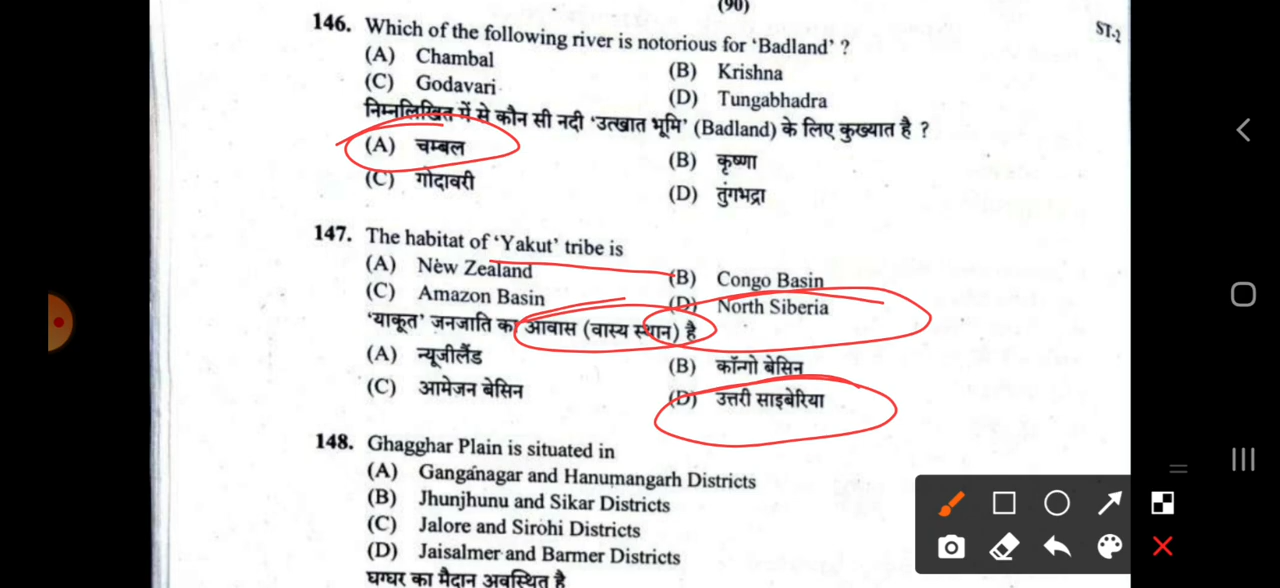 (90)
ST-2
146. Which of the following river is notorious for ‘Badland’ ?
(A) Chambal (B) Krishna
(C) Godavari (D) Tungabhadra
निम्नलिखित में से कौन सी नदी ‘उत्खात भूमि’ (Badland) के लिए कुख्यात है ?
(A) चम्बल (B) कृष्णा
(C) गोदावरी (D) तुंगभद्रा
147. The habitat of ‘Yakut’ tribe is
(A) New Zealand (B) Congo Basin
(C) Amazon Basin (D) North Siberia
‘याकूत’ जनजाति का आवास (वास्य स्थान) है
(A) न्यूजीलैंड (B) कॉन्गो बेसिन
(C) आमेजन बेसिन (D) उत्तरी साइबेरिया
148. Ghagghar Plain is situated in
(A) Ganganagar and Hanumangarh Districts
(B) Jhunjhunu and Sikar Districts
(C) Jalore and Sirohi Districts
(D) Jaisalmer and Barmer Districts
घग्घर का मैदान अवस्थित है